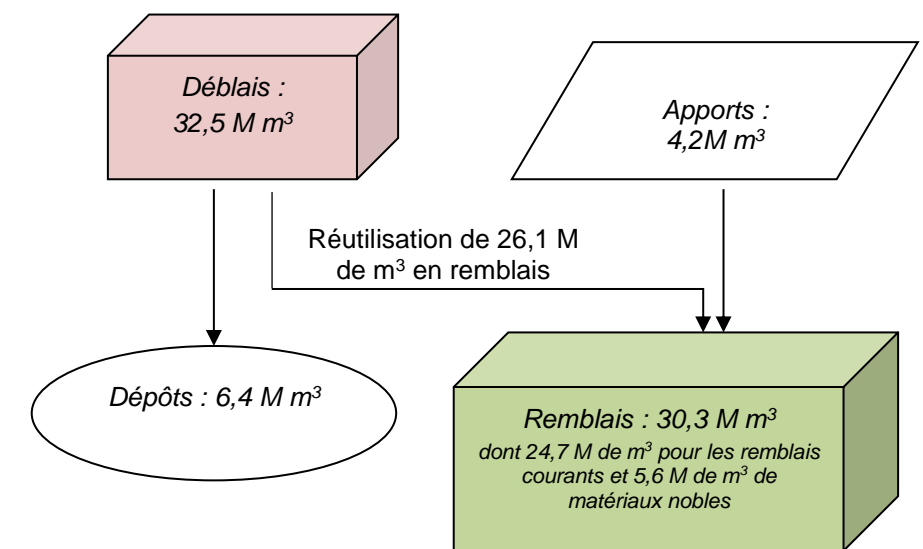 Déblais :
32,5 M m³
Apports :
4,2M m³
Réutilisation de 26,1 M
de m³ en remblais
Dépôts : 6,4 M m³
Remblais : 30,3 M m³
dont 24,7 M de m³ pour les remblais
courants et 5,6 M de m³ de
matériaux nobles